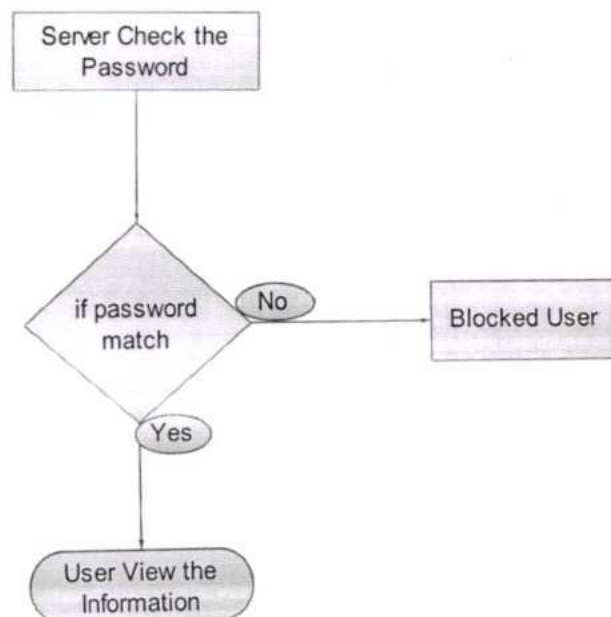 Server Check the
Password
if password
match
No
Blocked User
Yes
User View the
Information